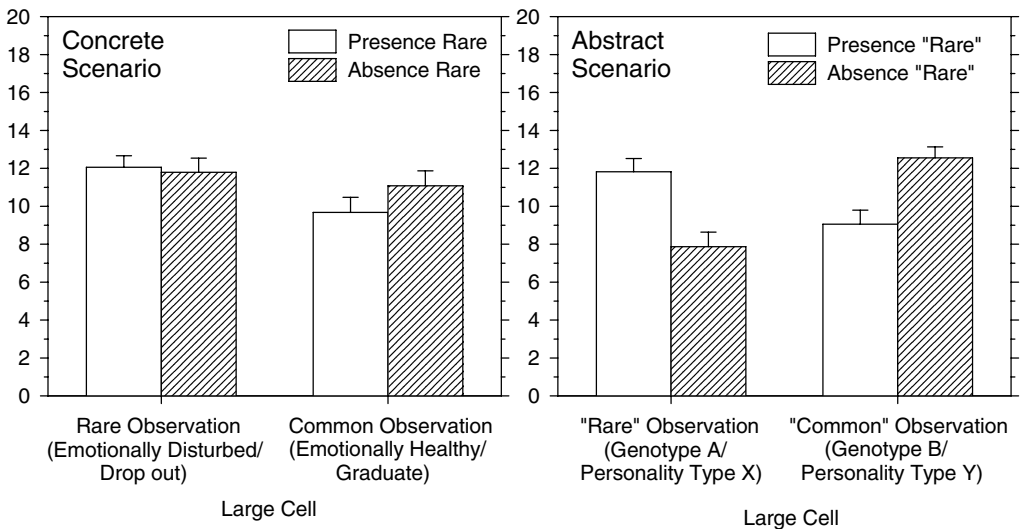 Concrete
Scenario
Presence Rare
Absence Rare
20
18
16
14
12
10
8
6
4
2
0
Rare Observation
(Emotionally Disturbed/
Drop out)
Common Observation
(Emotionally Healthy/
Graduate)
Large Cell
Abstract
Scenario
Presence "Rare"
Absence "Rare"
20
18
16
14
12
10
8
6
4
2
0
"Rare" Observation
(Genotype A/
Personality Type X)
"Common" Observation
(Genotype B/
Personality Type Y)
Large Cell